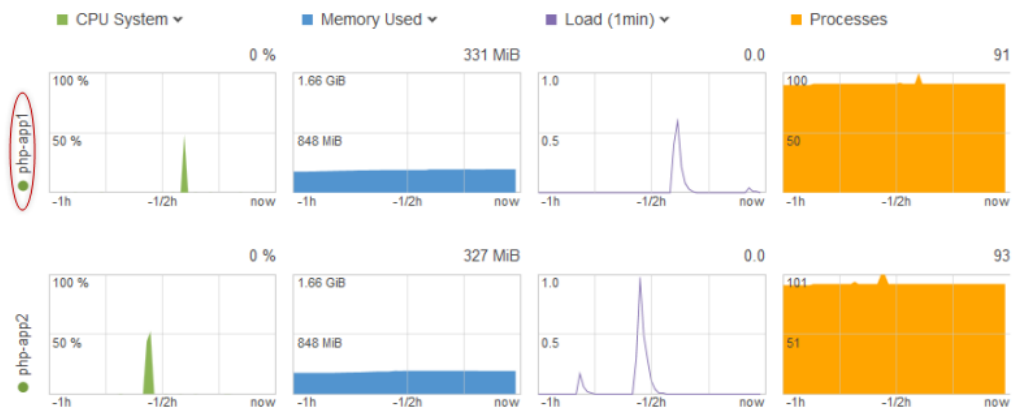 CPU System
Memory Used
Load (1min)
Processes
0 %
331 MiB
0.0
91
php-app1
100 %
50 %
-1h
-1/2h
now
1.66 GiB
848 MiB
-1h
-1/2h
now
1.0
0.5
-1h
-1/2h
now
100
50
-1h
-1/2h
now
0 %
327 MiB
0.0
93
php-app2
100 %
50 %
-1h
-1/2h
now
1.66 GiB
848 MiB
-1h
-1/2h
now
1.0
0.5
-1h
-1/2h
now
101
51
-1h
-1/2h
now